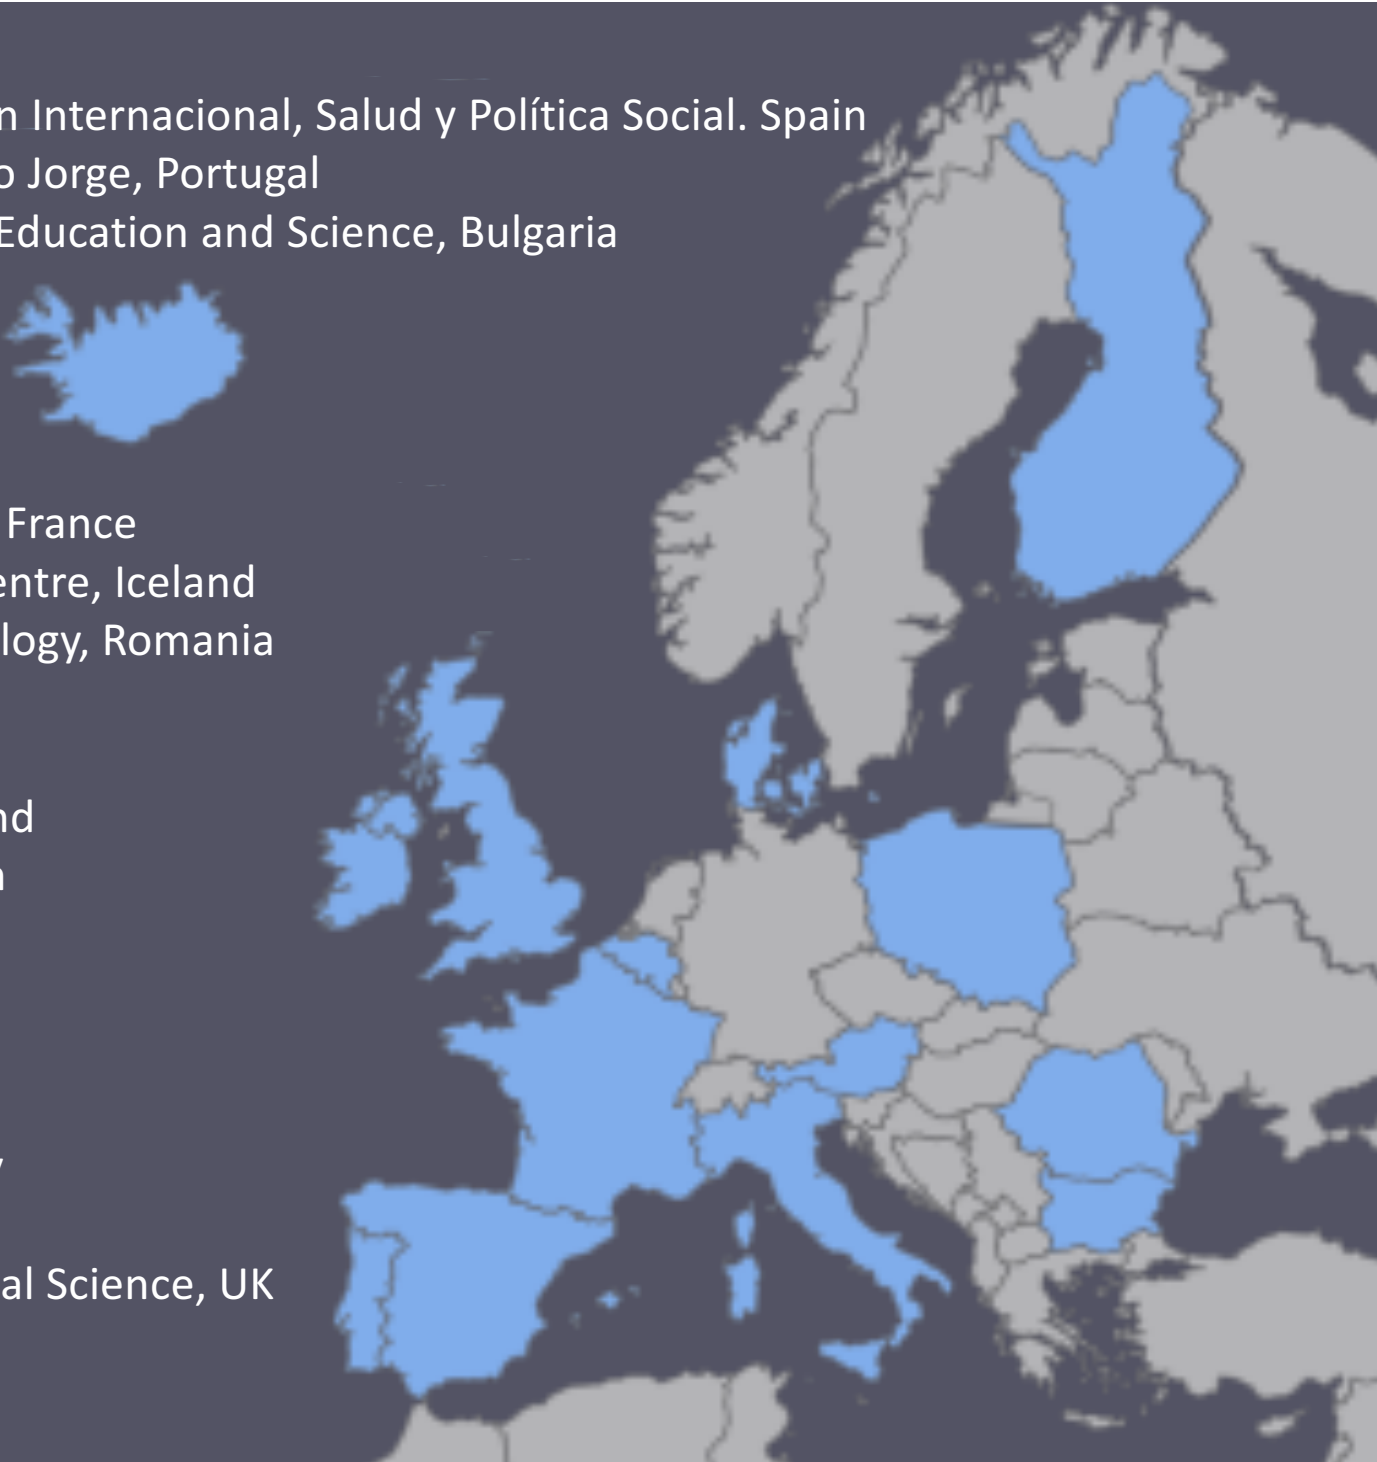 n Internacional, Salud y Política Social. Spain
o Jorge, Portugal
Education and Science, Bulgaria
France
entre, Iceland
logy, Romania
nd
al Science, UK